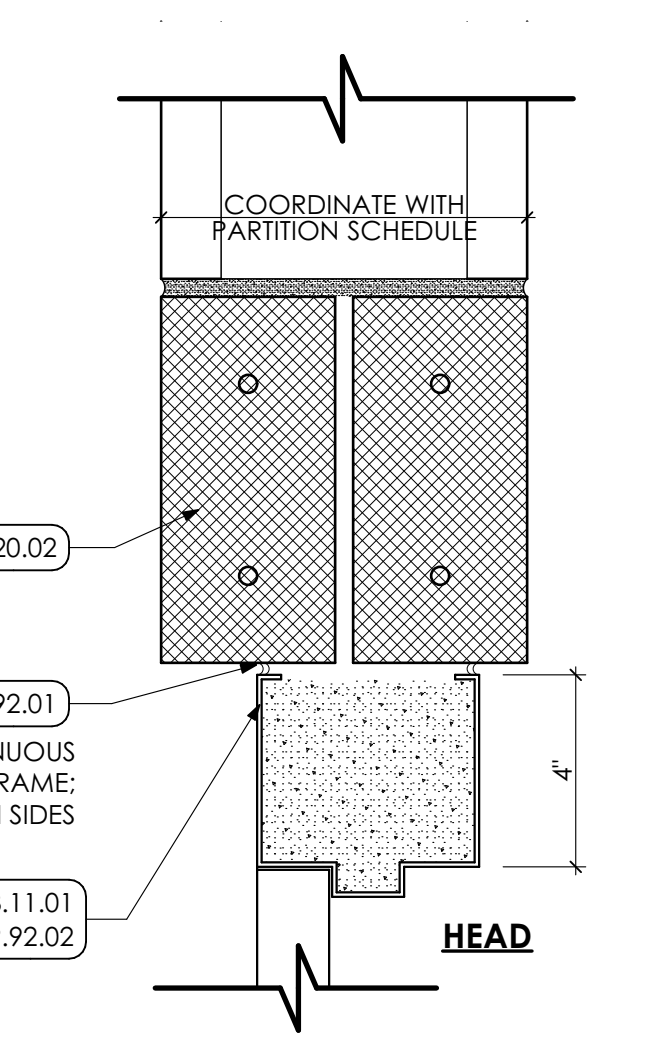 COORDINATE WITH
PARTITION SCHEDULE
20.02
92.01
NUOUS
RAME;
SIDES
4"
.11.01
.92.02
HEAD